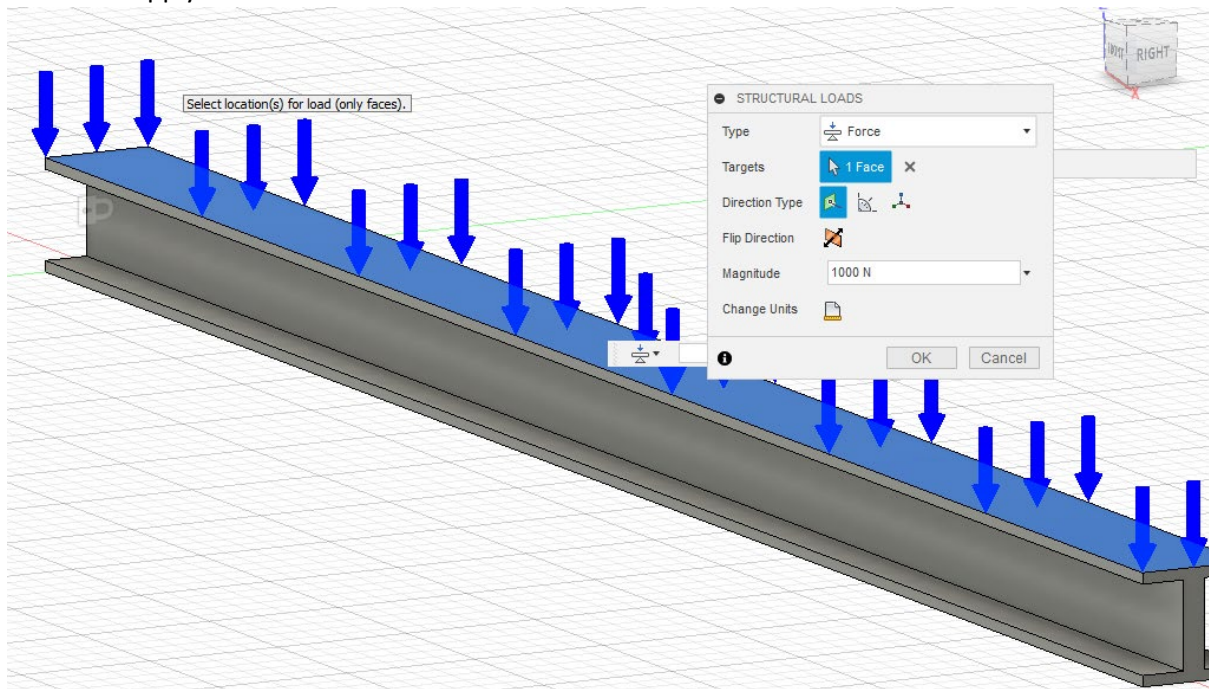 Select location(s) for load (only faces).
RIGHT
STRUCTURAL LOADS
Type Force
Targets 1 Face
Direction Type
Flip Direction
Magnitude 1000 N
Change Units
OK Cancel